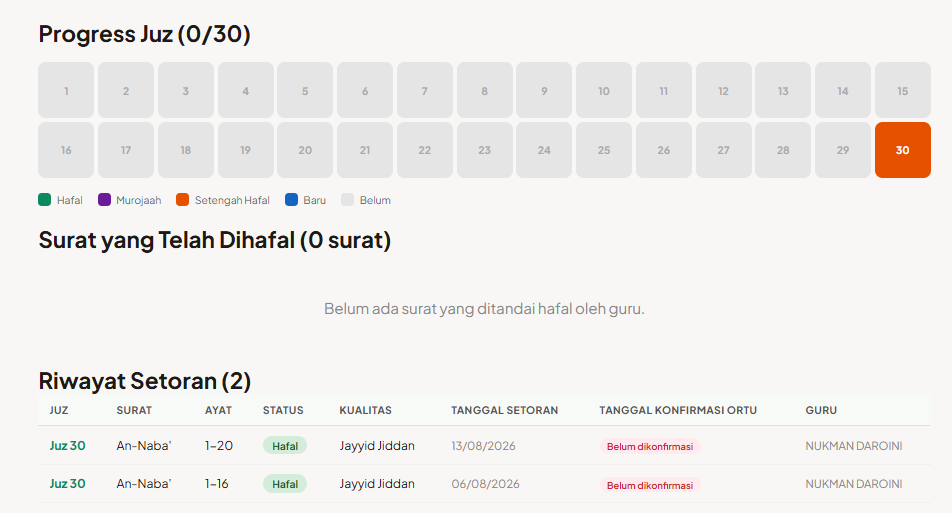 Progress Juz (0/30)
1 2 3 4 5 6 7 8 9 10 11 12 13 14 15
16 17 18 19 20 21 22 23 24 25 26 27 28 29 30
Hafal Murojaah Setengah Hafal Baru Belum
Surat yang Telah Dihafal (0 surat)
Belum ada surat yang ditandai hafal oleh guru.
Riwayat Setoran (2)
JUZ SURAT AYAT STATUS KUALITAS TANGGAL SETORAN TANGGAL KONFIRMASI ORTU GURU
Juz 30 An-Naba' 1–20 Hafal Jayyid Jiddan 13/08/2026 Belum dikonfirmasi NUKMAN DAROINI
Juz 30 An-Naba' 1–16 Hafal Jayyid Jiddan 06/08/2026 Belum dikonfirmasi NUKMAN DAROINI